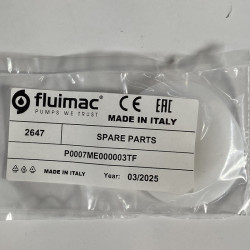 fluimac®
PUMPS WE TRUST
CE EAC
MADE IN ITALY
2647 SPARE PARTS
P0007ME000003TF
MADE IN ITALY Year: 03/2025